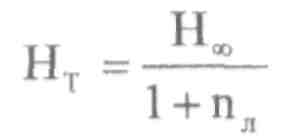 Hт = H∞ / 1 + nл